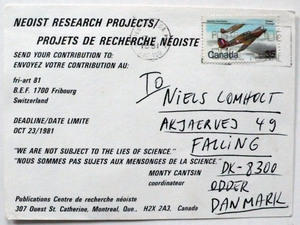 NEOIST RESEARCH PROJECTS/
PROJETS DE RECHERCHE NÉOISTE
SEND YOUR CONTRIBUTION TO:
ENVOYEZ VOTRE CONTRIBUTION AU:
fri-art 81
B.E.F. 1700 Fribourg
Switzerland
DEADLINE/DATE LIMITE
OCT 23/1981
"WE ARE NOT SUBJECT TO THE LIES OF SCIENCE."
"NOUS SOMMES PAS SUJETS AUX MENSONGES DE LA SCIENCE."
MONTY CANTSIN
coordinator
Publications Centre de recherche néoiste
307 Ouest St. Catherine, Montreal, Que., H2X 2A3, Canada
Canada
35
TO
NIELS LOMHOLT
AKJAERVEJ 49
FALLING
DK-8300
ODDER
DANMARK